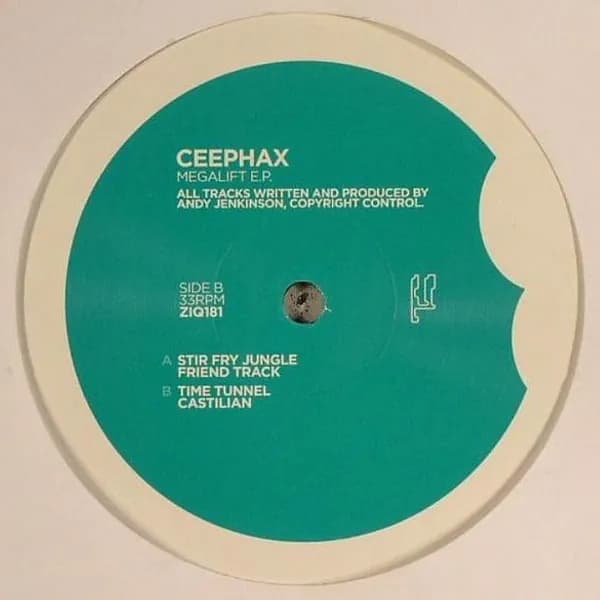 CEEPHAX
MEGALIFT E.P.
ALL TRACKS WRITTEN AND PRODUCED BY
ANDY JENKINSON, COPYRIGHT CONTROL.
SIDE B
33RPM
ZIQ181
A STIR FRY JUNGLE
FRIEND TRACK
B TIME TUNNEL
CASTILIAN